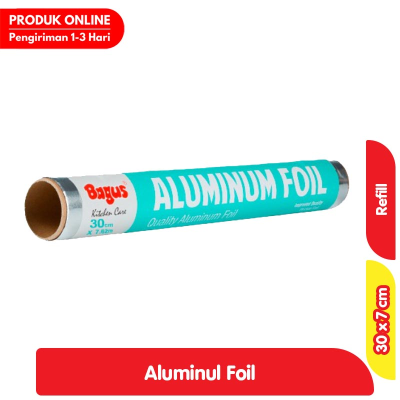 PRODUK ONLINE
Pengiriman 1-3 Hari
Bagus
Kitchen Care
30cm
ALUMINUM FOIL
Quality Aluminum Foil
Refill
30 x 7 cm
Aluminul Foil